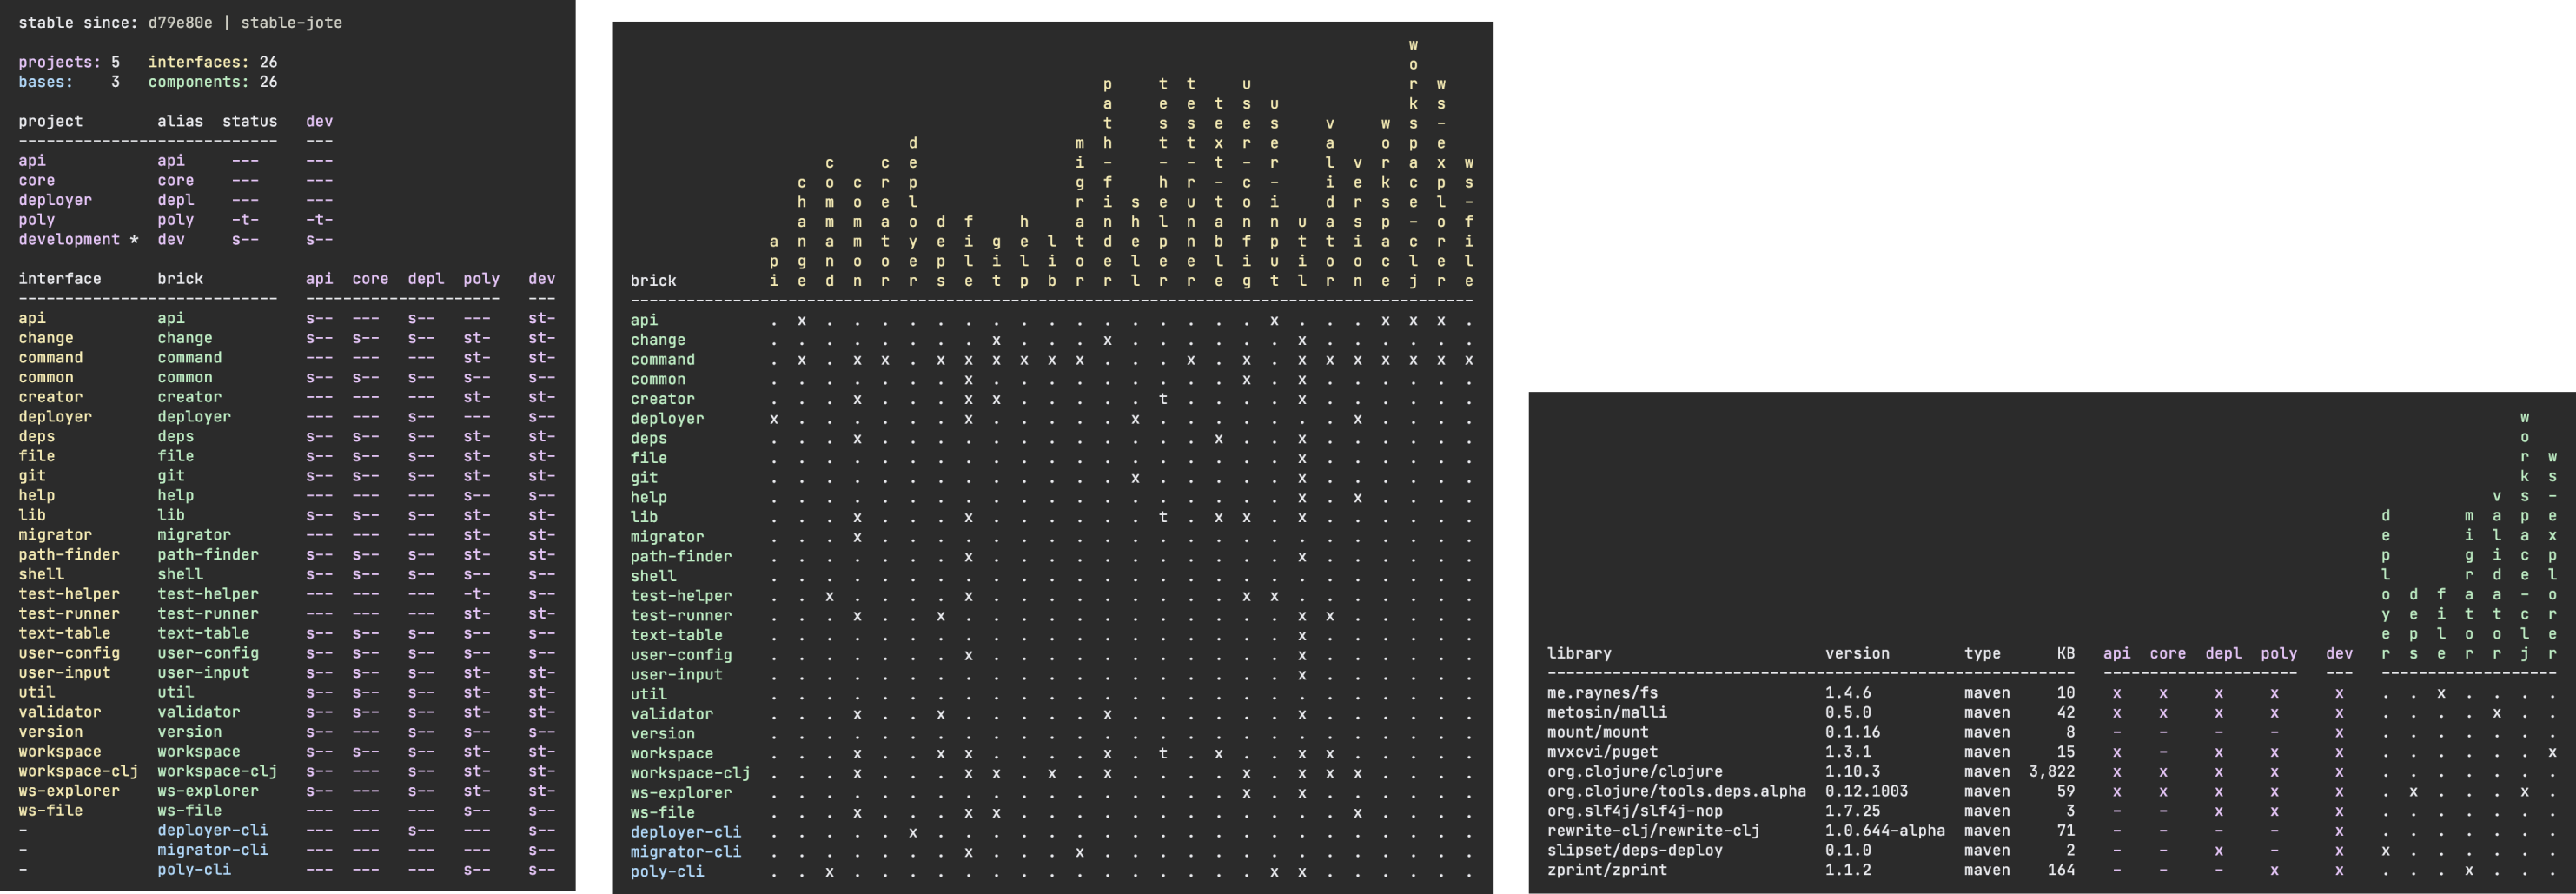 stable since: d79e80e | stable-jote
projects: 5 interfaces: 26
bases: 3 components: 26
project alias status dev
---------------------------- ---
api api --- ---
core core --- ---
deployer depl --- ---
poly poly -t- -t-
development * dev s-- s--
interface brick api core depl poly dev
---------------------------- --------------------- ---
api api s-- --- s-- --- st-
change change s-- s-- s-- st- st-
command command --- --- --- st- st-
common common s-- s-- s-- st- s--
creator creator --- --- --- st- st-
deployer deployer --- --- s-- --- s--
deps deps s-- s-- s-- st- st-
file file s-- s-- s-- st- st-
git git s-- s-- s-- st- st-
help help --- --- --- s-- s--
lib lib s-- s-- s-- st- st-
migrator migrator --- --- --- st- st-
path-finder path-finder s-- s-- s-- st- st-
shell shell s-- s-- s-- st- s--
test-helper test-helper --- --- --- -t- s--
test-runner test-runner --- --- --- st- st-
text-table text-table s-- s-- s-- st- s--
user-config user-config s-- s-- s-- st- s--
user-input user-input s-- s-- s-- st- st-
util util s-- s-- s-- st- st-
validator validator s-- s-- s-- st- st-
version version s-- s-- s-- s-- s--
workspace workspace s-- s-- s-- st- st-
workspace-clj workspace-clj s-- --- s-- st- st-
ws-explorer ws-explorer s-- --- s-- st- st-
ws-file ws-file --- --- --- s-- s--
- deployer-cli --- --- s-- --- s--
- migrator-cli --- --- --- --- s--
- poly-cli --- --- --- s-- s--
brick api change command common creator deployer deps file git help lib migrator path-finder shell test-helper test-runner text-table user-config user-input util validator version workspace workspace-clj ws-explorer ws-file
api . x . . . . . . . . . . . . . . . . x . . . x x x .
change . . . . . . . . x . . . x . . . . . . x . . . . . .
command . x . x x . x x x x x x . . . x . x . x x x x x x x
common . . . . . . . x . . . . . . . . . x . x . . . . . .
creator . . . x . . . x x . . . . . t . . . . x . . . . . .
deployer x . . . . . . x . . . . . x . . . . . . . x . . . .
deps . . . x . . . . . . . . . . . . x . . x . . . . . .
file . . . . . . . . . . . . . . . . . . . x . . . . . .
git . . . . . . . . . . . . . x . . . . . x . . . . . .
help . . . . . . . . . . . . . . . . . . . x . x . . . .
lib . . . x . . . x . . . . . . t . x x . x . . . . . .
migrator . . . x . . . . . . . . . . . . . . . . . . . . . .
path-finder . . . . . . . x . . . . . . . . . . . x . . . . . .
shell . . . . . . . . . . . . . . . . . . . . . . . . . .
test-helper . . x . . . . x . . . . . . . . . x x . . . . . . .
test-runner . . . x . . x . . . . . . . . . . . . x x . . . . .
text-table . . . . . . . . . . . . . . . . . . . x . . . . . .
user-config . . . . . . . x . . . . . . . . . . . x . . . . . .
user-input . . . . . . . . . . . . . . . . . . . x . . . . . .
util . . . . . . . . . . . . . . . . . . . . . . . . . .
validator . . . x . . x . . . . . x . . . . . . x . . . . . .
version . . . . . . . . . . . . . . . . . . . . . . . . . .
workspace . . . x . . x x . . . . x . t . x . . x x . . . . .
workspace-clj . . . x . . . x x . x . x . . . . x . x x x . . . .
ws-explorer . . . . . . . . . . . . . . . . . x . x . . . . . .
ws-file . . . x . . . x x . . . . . . . . . . . . x . . . .
deployer-cli . . . . . x . . . . . . . . . . . . . . . . . . . .
migrator-cli . . . . . . . x . . . x . . . . . . . . . . . . . .
poly-cli . . x . . . . . . . . . . . . . . . x x . . . . . .
library version type KB api core depl poly dev deployer deps file migrator validator workspace-clj ws-explorer
me.raynes/fs 1.4.6 maven 10 x x x x x . . x . . . .
metosin/malli 0.5.0 maven 42 x x x x x . . . . x . .
mount/mount 0.1.16 maven 8 - - - - x . . . . . . .
mvxcvi/puget 1.3.1 maven 15 x - x x x . . . . . . x
org.clojure/clojure 1.10.3 maven 3,822 x x x x x . . . . . . .
org.clojure/tools.deps.alpha 0.12.1003 maven 59 x x x x x . x . . . x .
org.slf4j/slf4j-nop 1.7.25 maven 3 - - x x x . . . . . . .
rewrite-clj/rewrite-clj 1.0.644-alpha maven 71 - - - - x . . . . . . .
slipset/deps-deploy 0.1.0 maven 2 - - x - x x . . . . . .
zprint/zprint 1.1.2 maven 164 - - - x x . . . x . . .